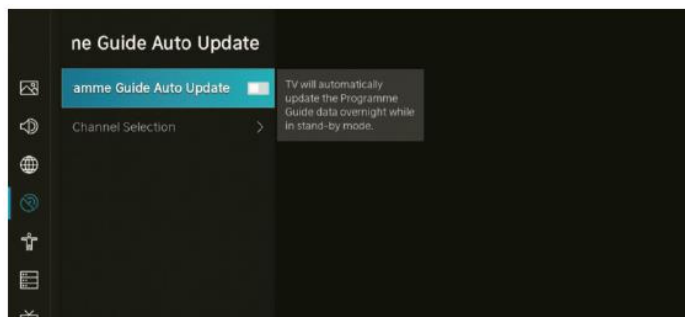 ne Guide Auto Update
amme Guide Auto Update
TV will automatically
update the Programme
Guide data overnight while
in stand-by mode.
Channel Selection